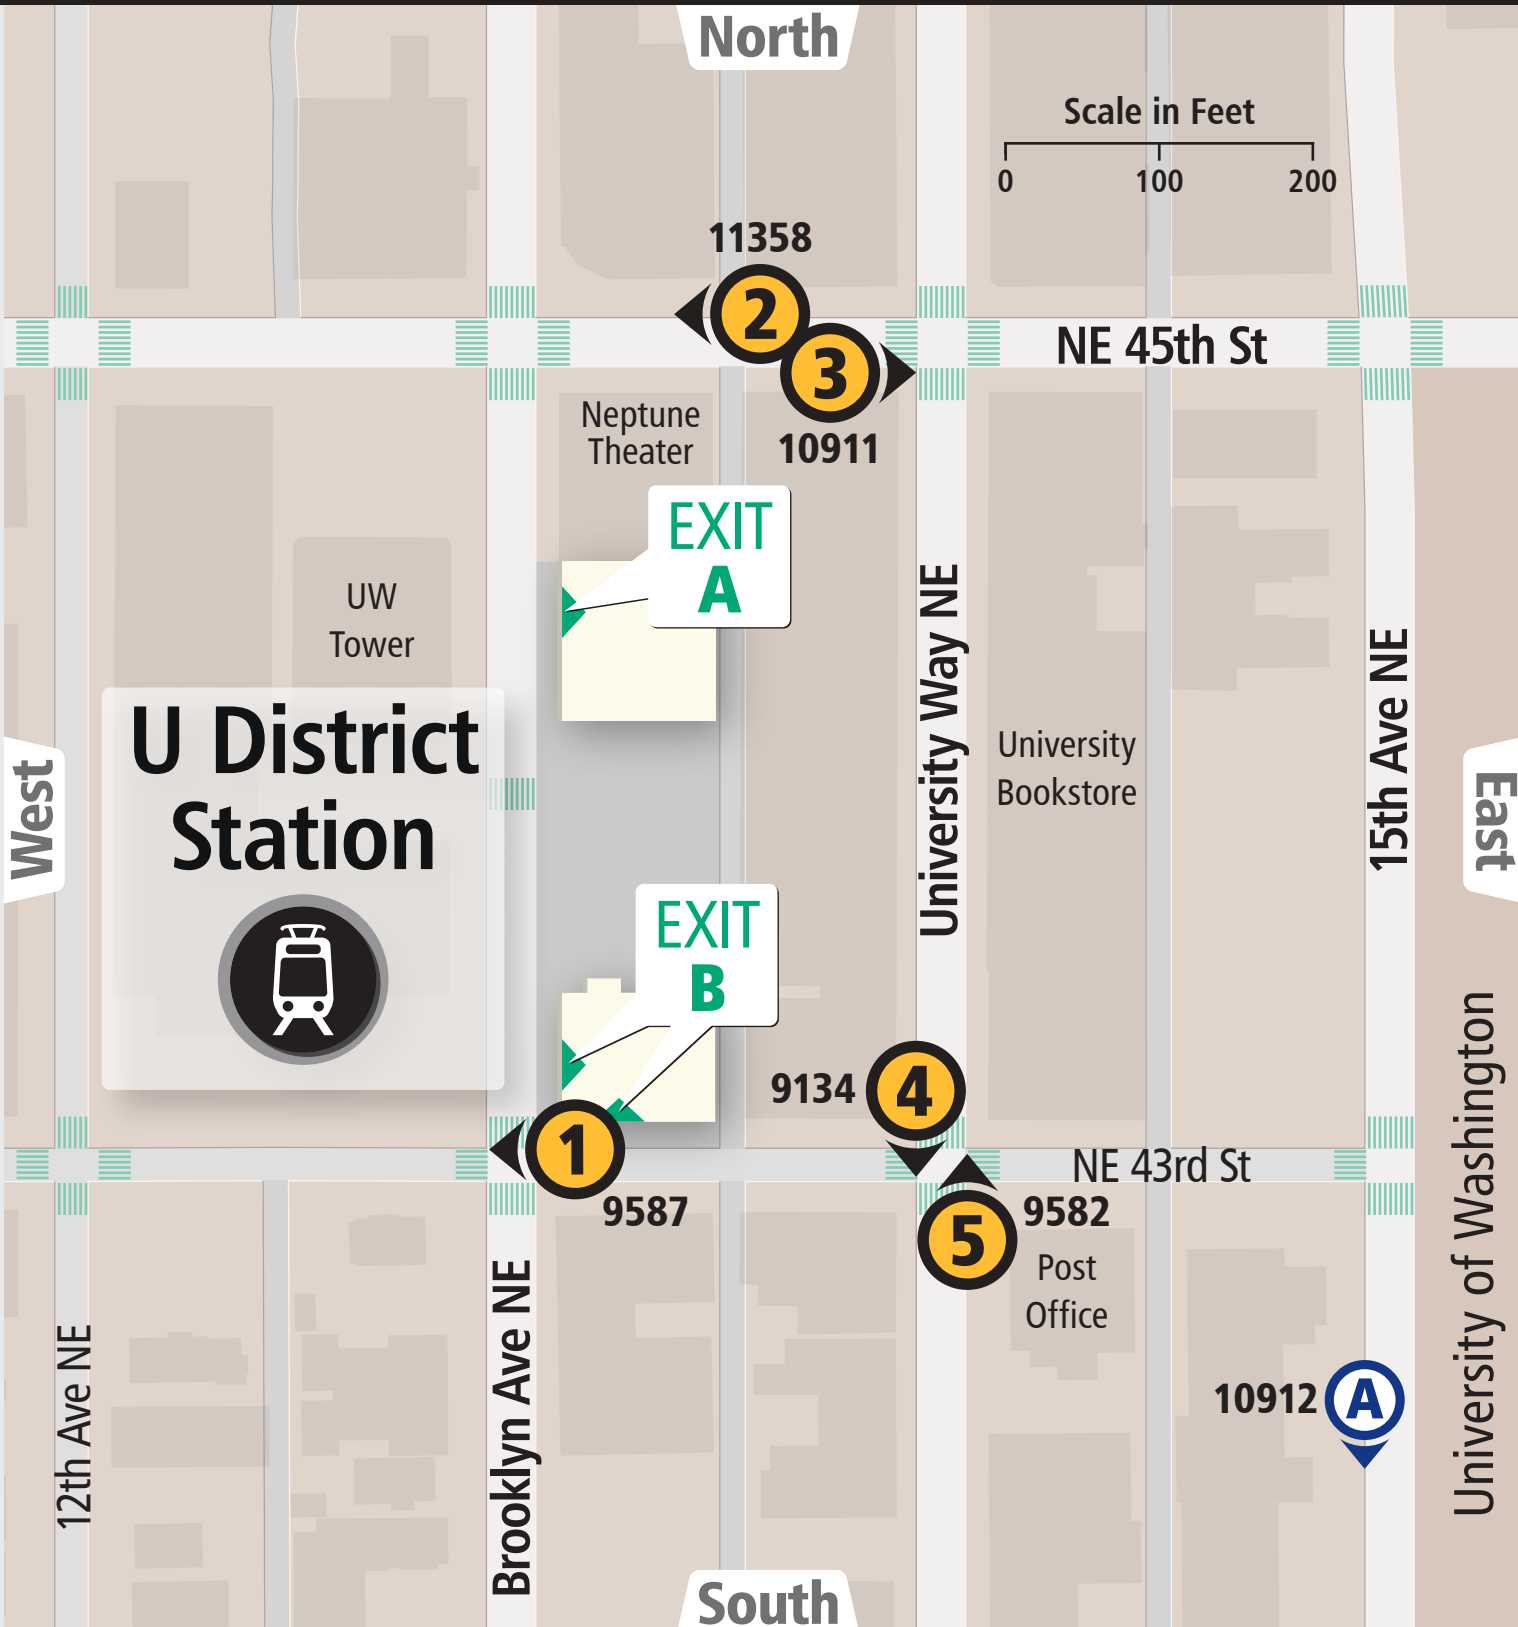 North
Scale in Feet
0 100 200
11358
2
3
10911
NE 45th St
Neptune
Theater
EXIT
A
UW
Tower
University Way NE
15th Ave NE
U District
Station
University
Bookstore
West
East
EXIT
B
9134
4
1
9587
NE 43rd St
5
9582
Post
Office
University of Washington
12th Ave NE
Brooklyn Ave NE
10912
A
South